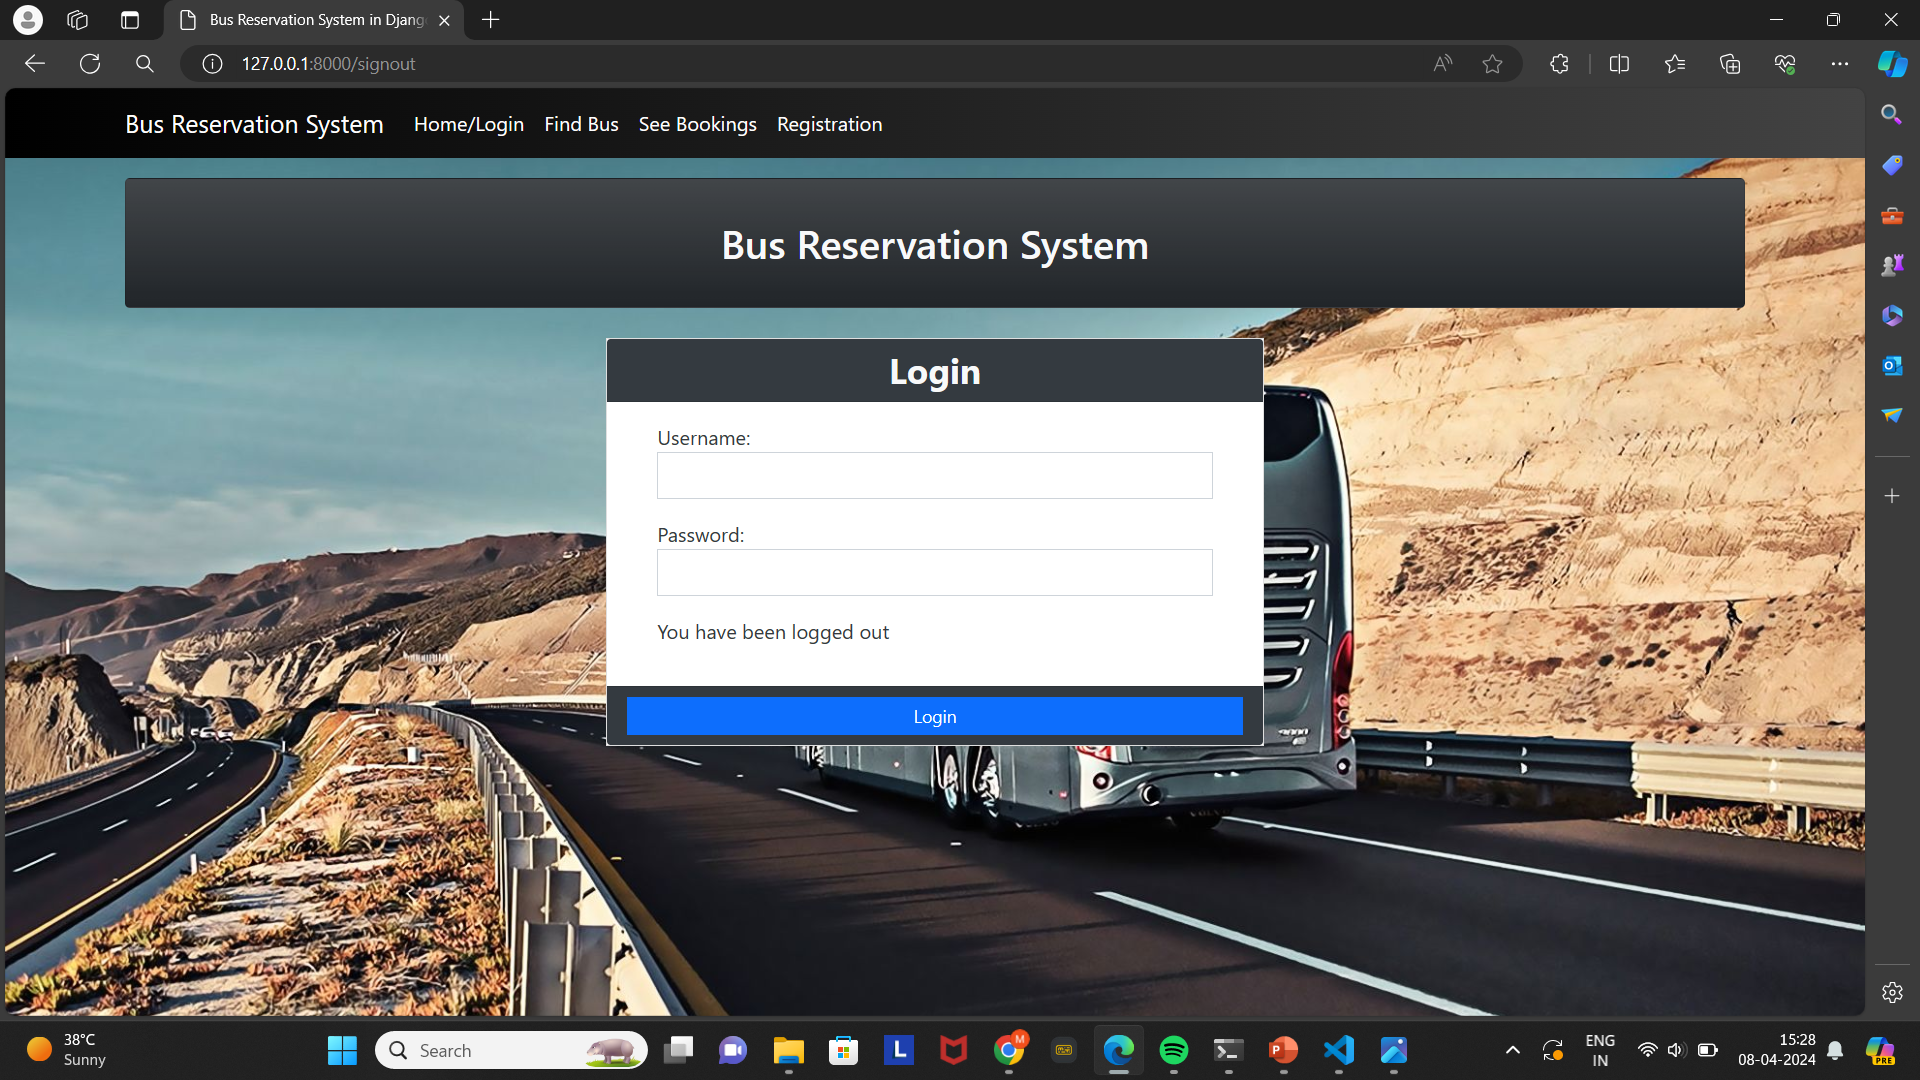 Bus Reservation System in Djang
127.0.0.1:8000/signout
Bus Reservation System Home/Login Find Bus See Bookings Registration
Bus Reservation System
Login
Username:
Password:
You have been logged out
Login
38°C
Sunny
Search
L
M
P
PRE
ENG
IN
15:28
08-04-2024